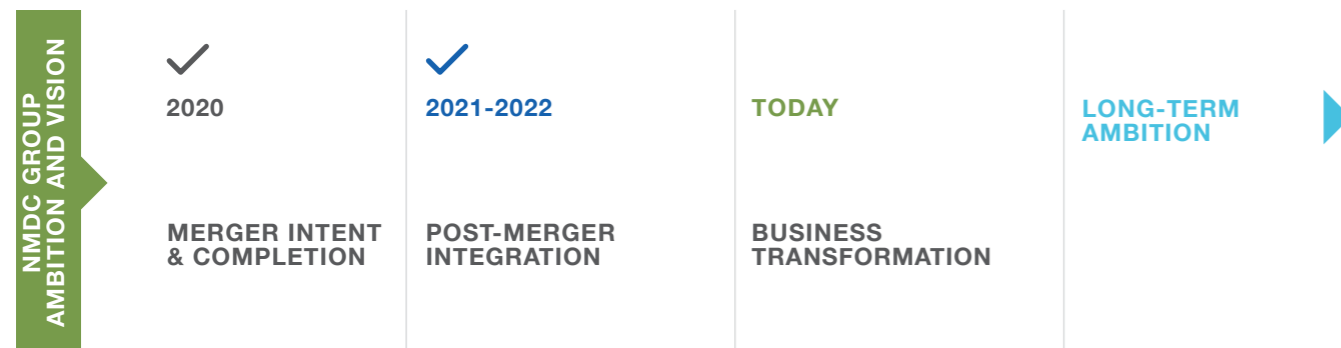 NMDC GROUP
AMBITION AND VISION
2020
MERGER INTENT
& COMPLETION
2021-2022
POST-MERGER
INTEGRATION
TODAY
BUSINESS
TRANSFORMATION
LONG-TERM
AMBITION